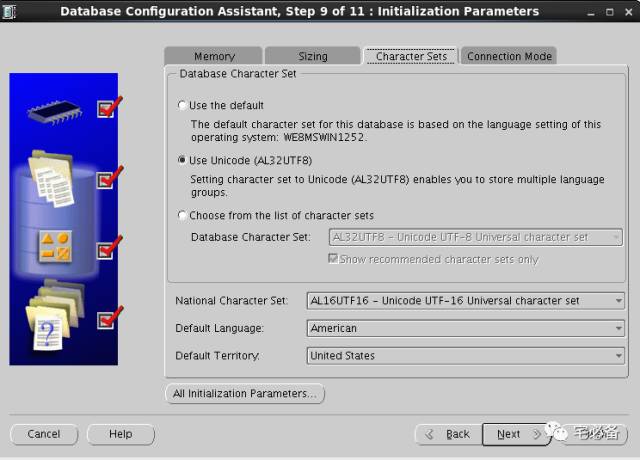 Database Configuration Assistant, Step 9 of 11 : Initialization Parameters
Memory
Sizing
Character Sets
Connection Mode
Database Character Set
Use the default
The default character set for this database is based on the language setting of this
operating system: WE8MSWIN1252.
Use Unicode (AL32UTF8)
Setting character set to Unicode (AL32UTF8) enables you to store multiple language
groups.
Choose from the list of character sets
Database Character Set: AL32UTF8 - Unicode UTF-8 Universal character set
Show recommended character sets only
National Character Set: AL16UTF16 - Unicode UTF-16 Universal character set
Default Language: American
Default Territory: United States
All Initialization Parameters...
Cancel
Help
Back
Next
宅必备